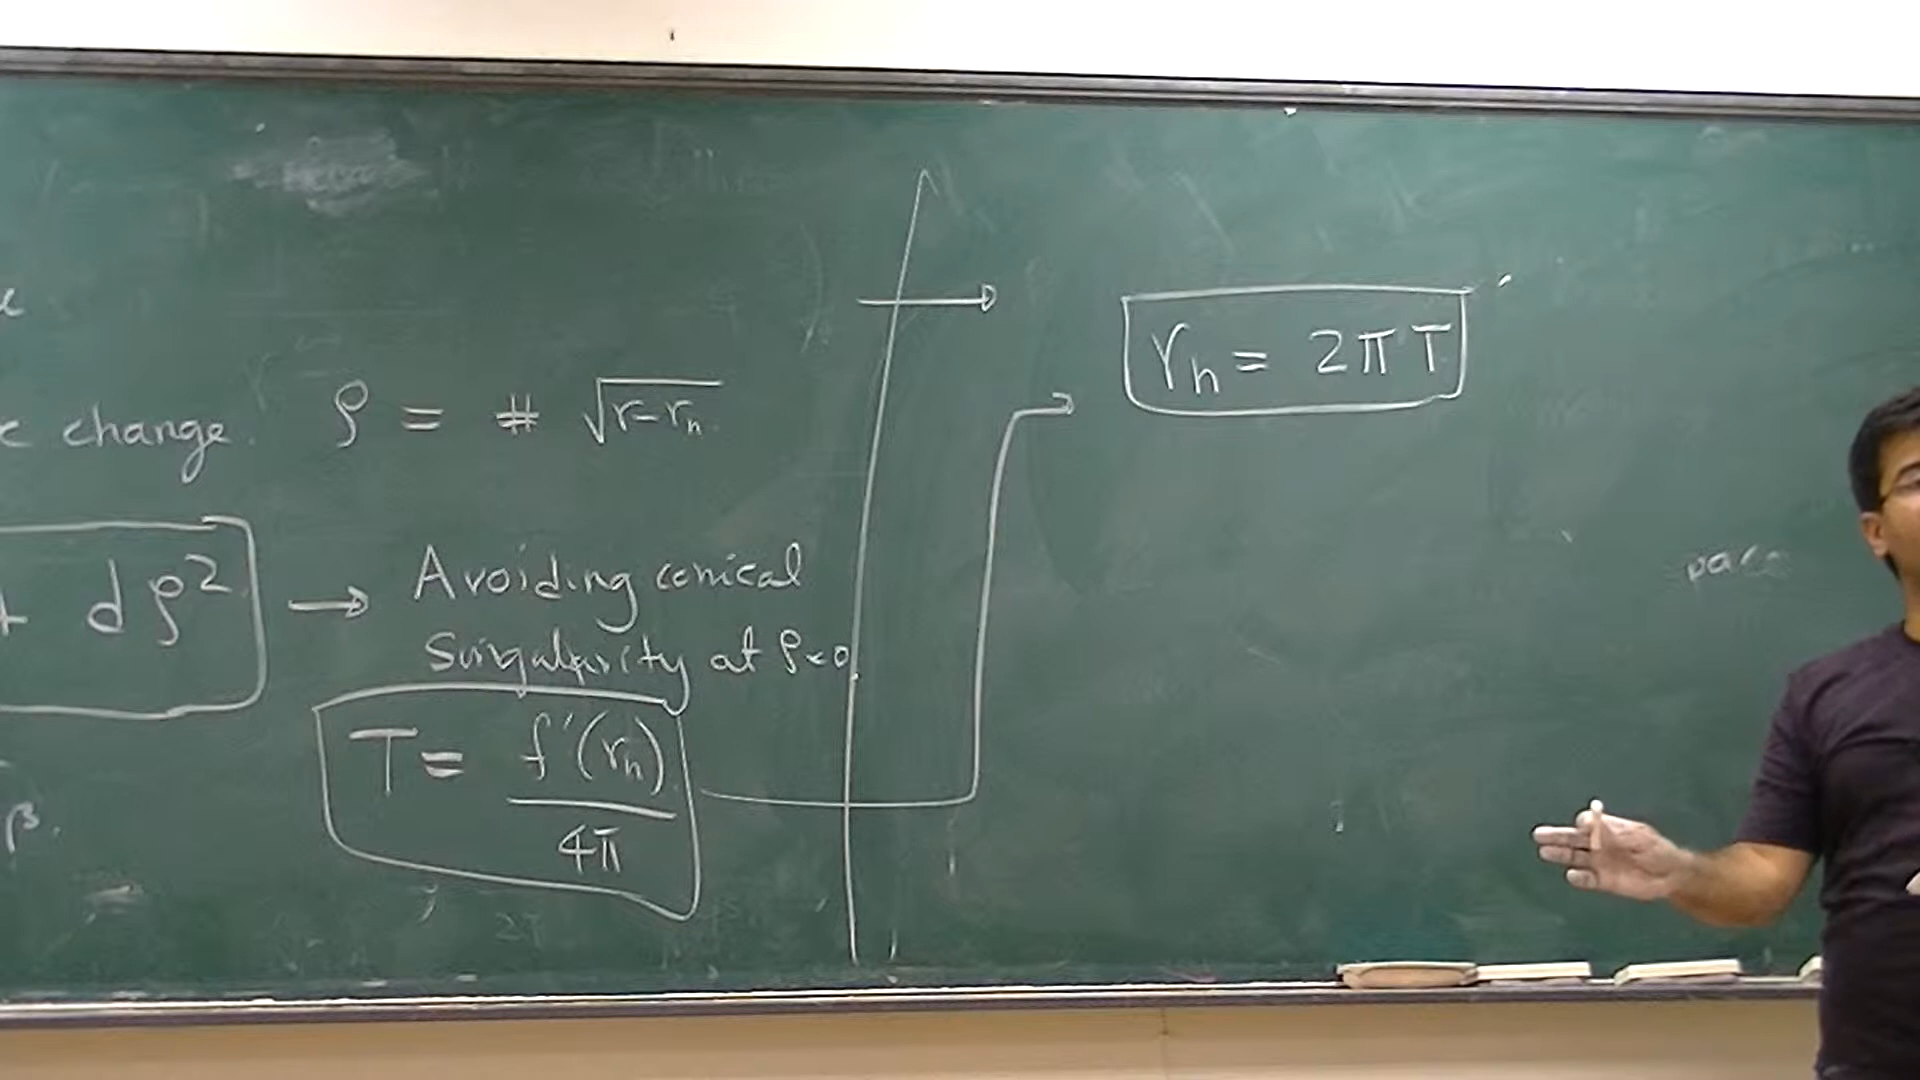 change. ρ = # √r-rₕ
+ dρ² → Avoiding conical
Singularity at ρ=0
T = f'(rₕ) / 4π
β.
rₕ = 2πT